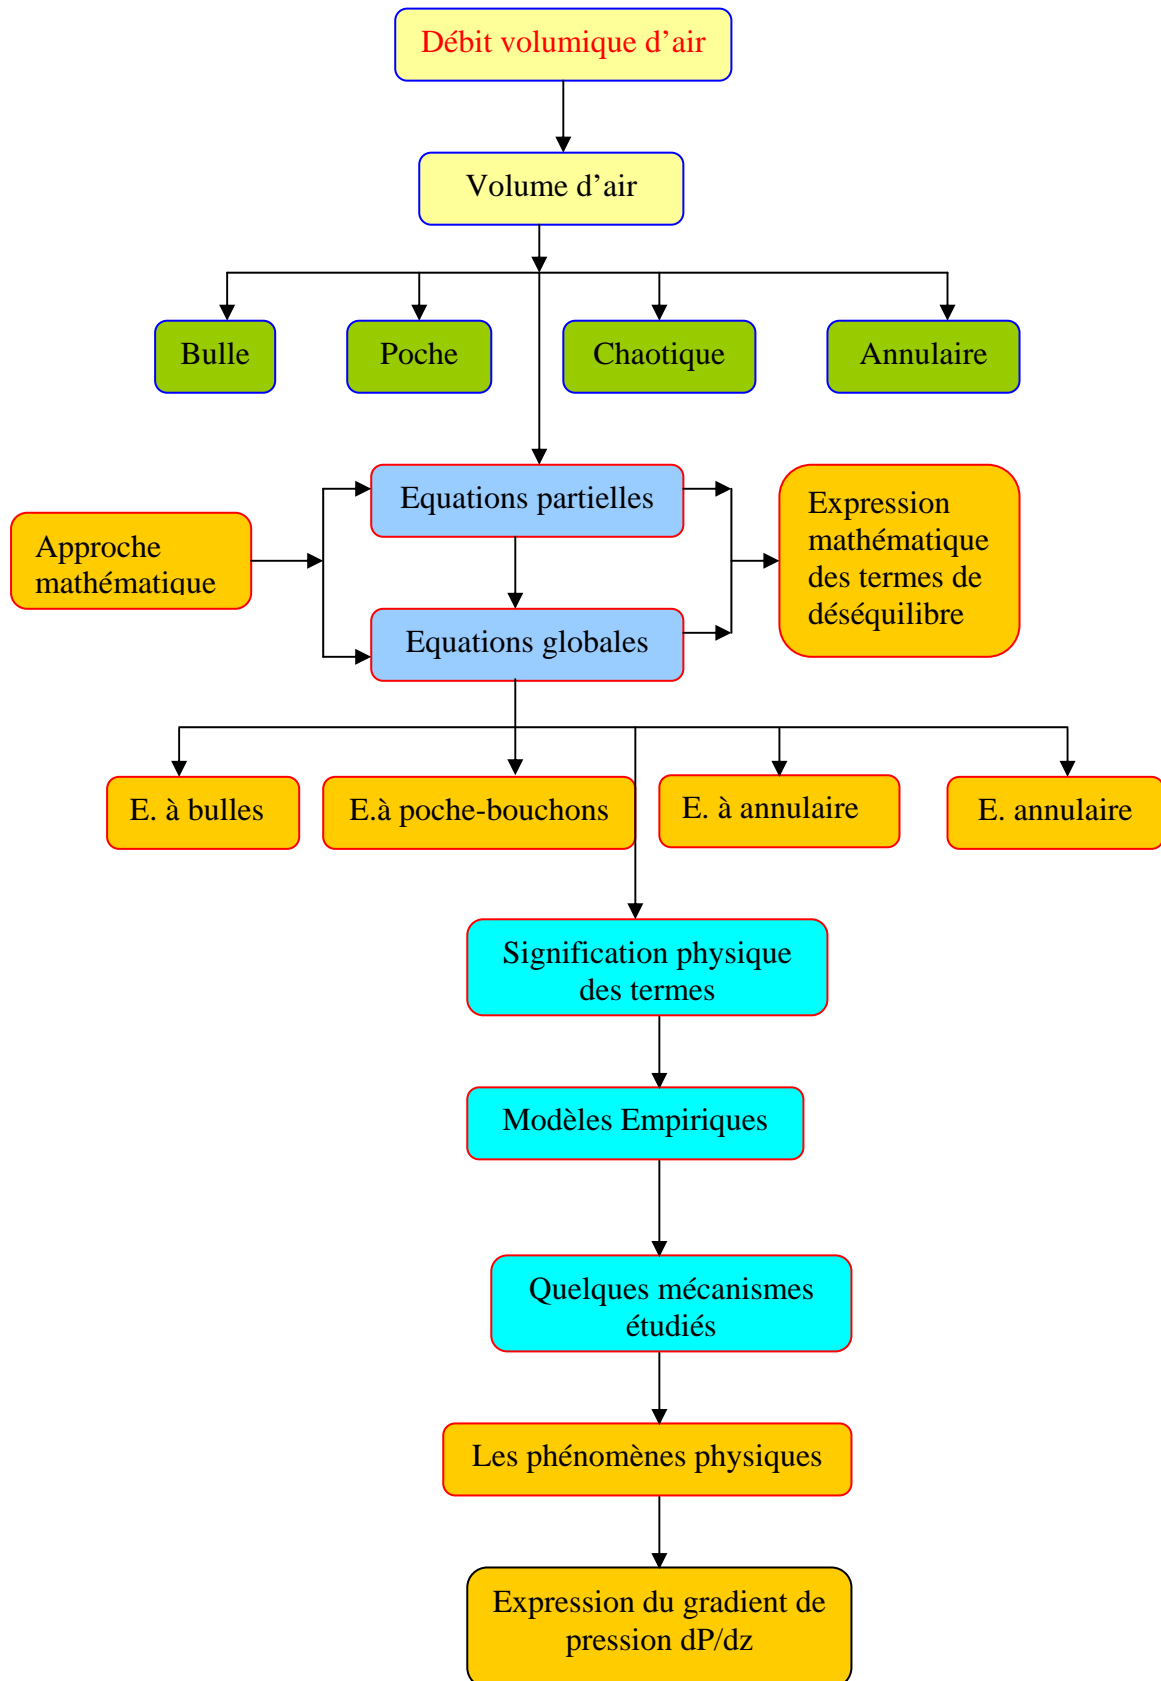 Débit volumique d’air
Volume d’air
Bulle
Poche
Chaotique
Annulaire
Approche
mathématique
Equations partielles
Equations globales
Expression
mathématique
des termes de
déséquilibre
E. à bulles
E.à poche-bouchons
E. à annulaire
E. annulaire
Signification physique
des termes
Modèles Empiriques
Quelques mécanismes
étudiés
Les phénomènes physiques
Expression du gradient de
pression dP/dz